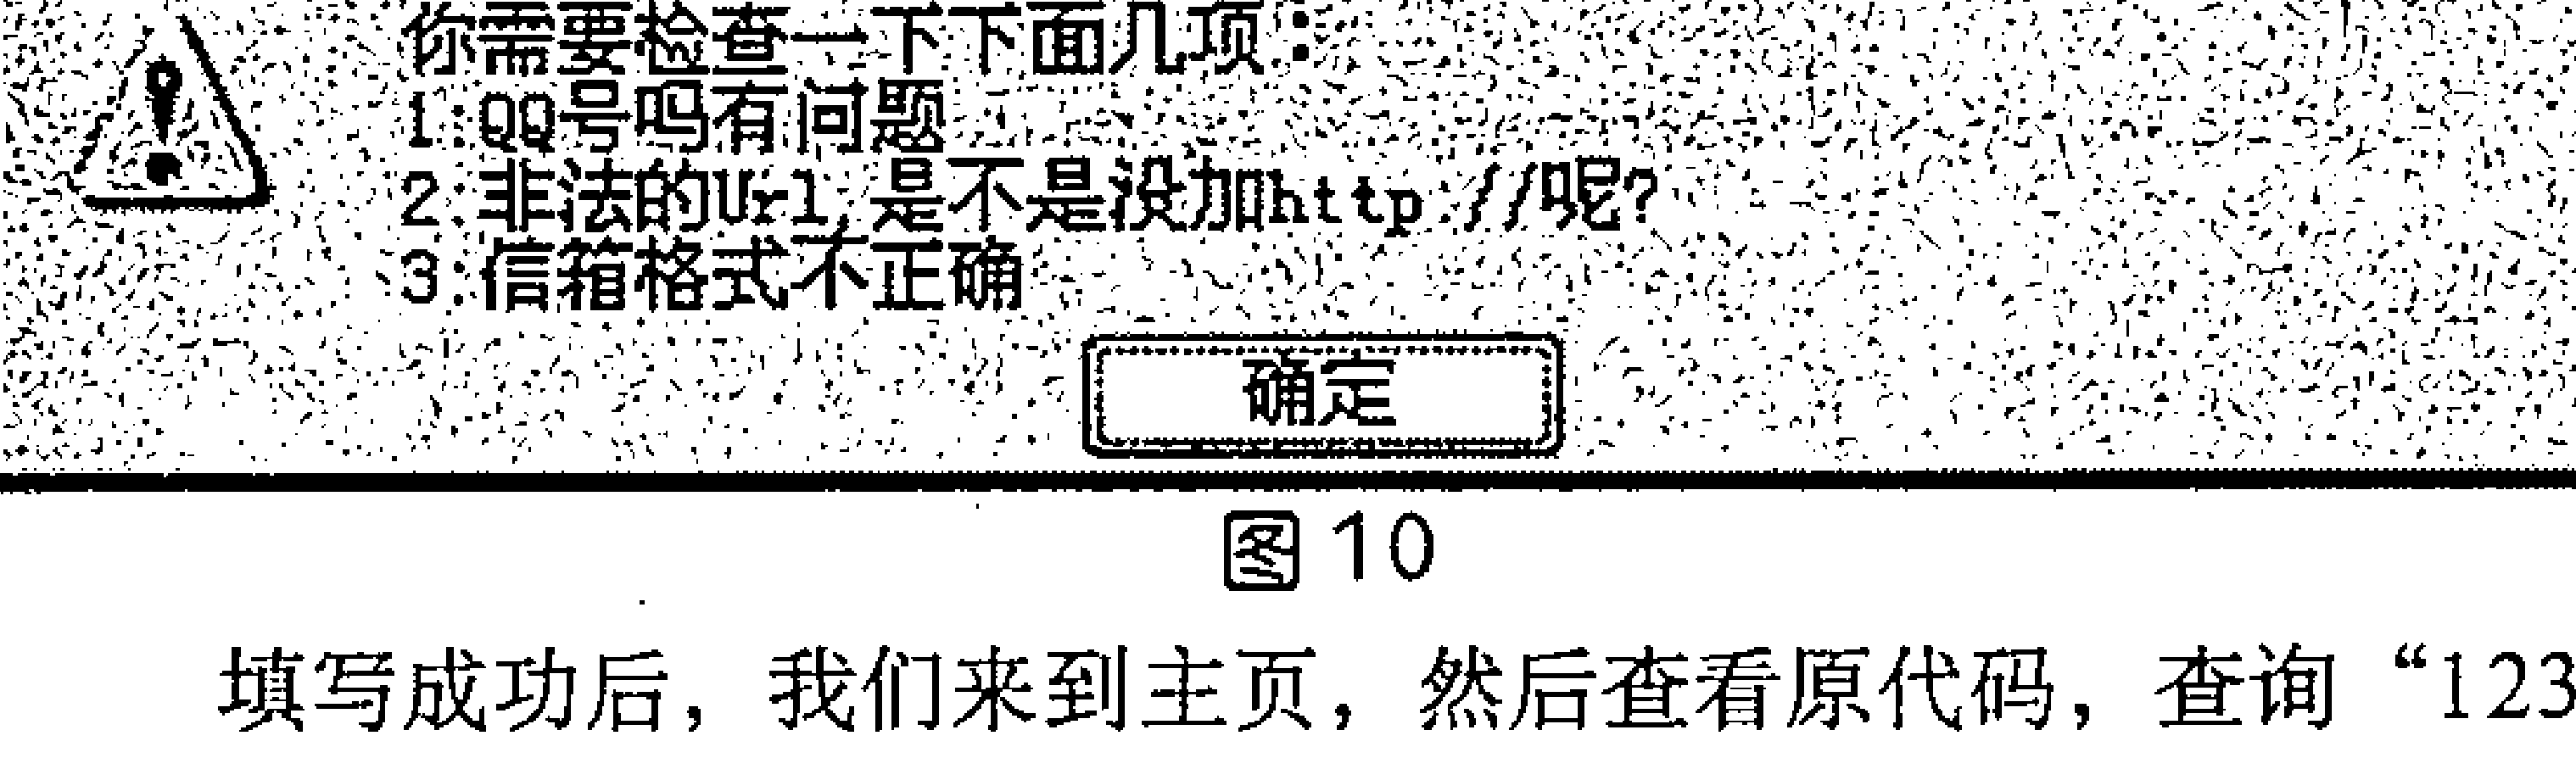 你需要检查一下下面几项:
1:QQ号吗有问题
2:非法的Url,是不是没加http://呢?
3:信箱格式不正确
确定
图10
填写成功后，我们来到主页，然后查看原代码，查询“123